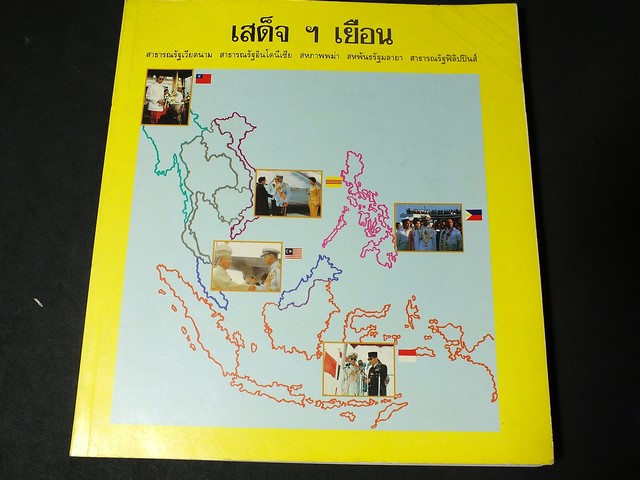 เสด็จ ฯ เยือน
สาธารณรัฐเวียดนาม สาธารณรัฐอินโดนีเซีย สหภาพพม่า สหพันธรัฐมลายา สาธารณรัฐฟิลิปปินส์